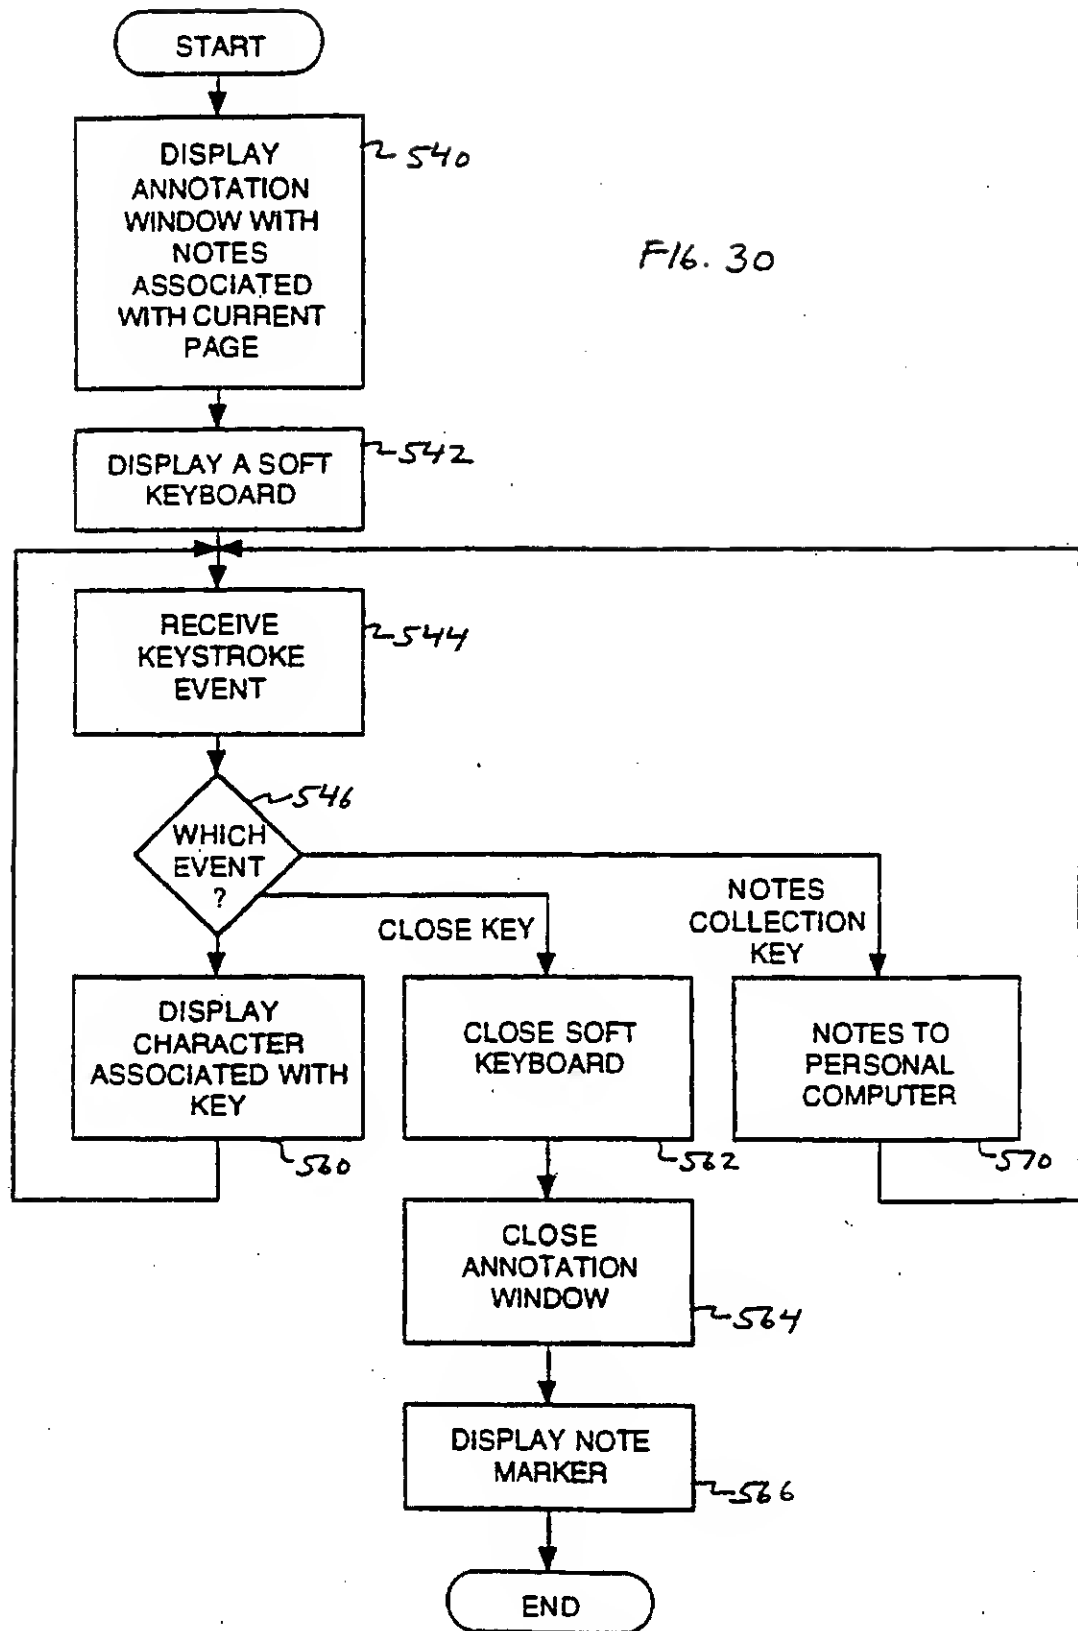 START
DISPLAY
ANNOTATION
WINDOW WITH
NOTES
ASSOCIATED
WITH CURRENT
PAGE
540
FIG. 30
DISPLAY A SOFT
KEYBOARD
542
RECEIVE
KEYSTROKE
EVENT
544
WHICH
EVENT
?
546
CLOSE KEY
NOTES
COLLECTION
KEY
DISPLAY
CHARACTER
ASSOCIATED WITH
KEY
560
CLOSE SOFT
KEYBOARD
562
NOTES TO
PERSONAL
COMPUTER
570
CLOSE
ANNOTATION
WINDOW
564
DISPLAY NOTE
MARKER
566
END